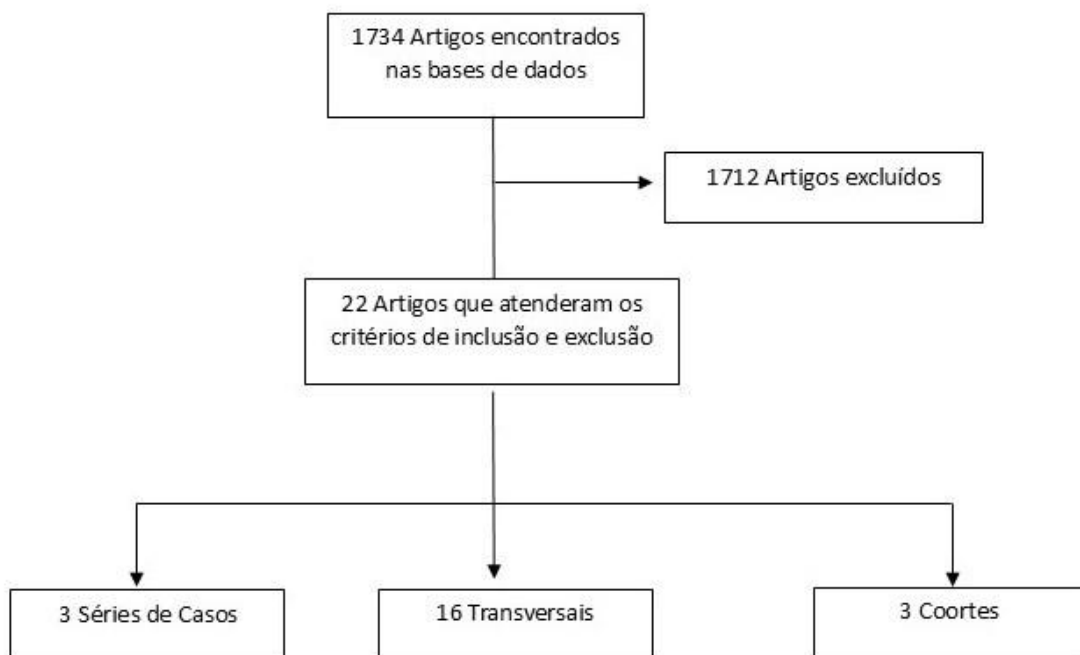 1734 Artigos encontrados
nas bases de dados
1712 Artigos excluídos
22 Artigos que atenderam os
critérios de inclusão e exclusão
3 Séries de Casos
16 Transversais
3 Coortes